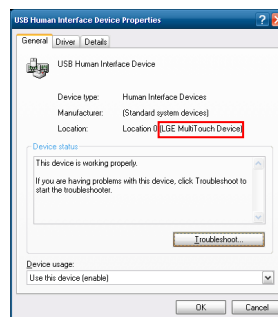 USB Human Interface Device Properties
General Driver Details
USB Human Interface Device
Device type: Human Interface Devices
Manufacturer: (Standard system devices)
Location: Location 0 (LGE MultiTouch Device)
Device status
This device is working properly.
If you are having problems with this device, click Troubleshoot to
start the troubleshooter.
Troubleshoot...
Device usage:
Use this device (enable)
OK Cancel